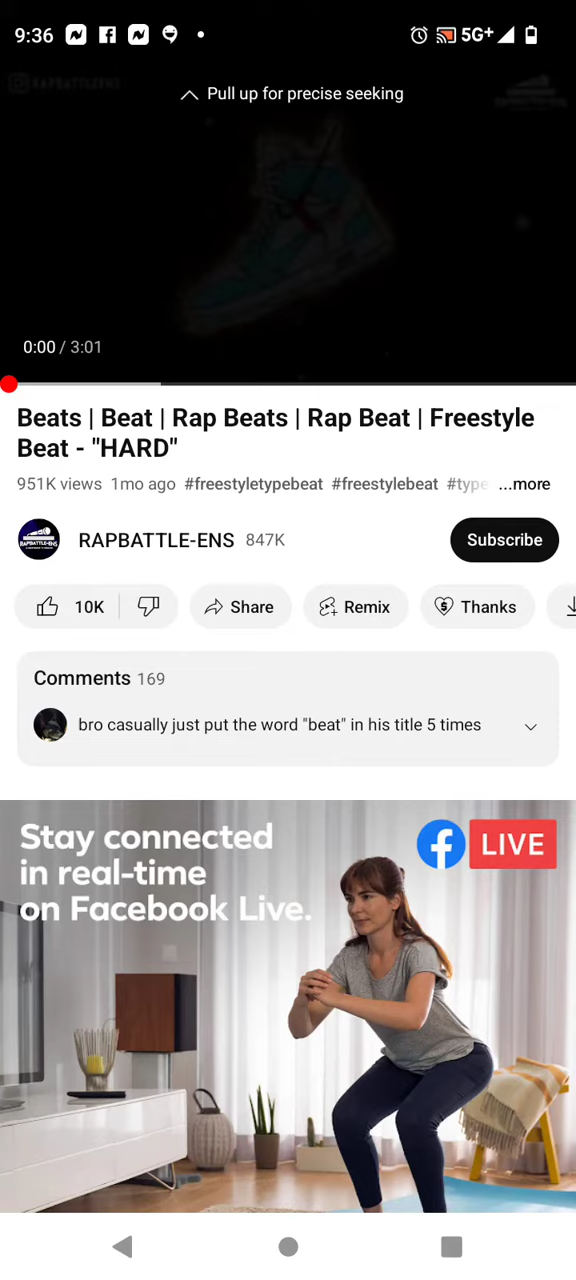 9:36 5G+
RAPBATTLEENS
Pull up for precise seeking
0:00 / 3:01
Beats | Beat | Rap Beats | Rap Beat | Freestyle
Beat - "HARD"
951K views 1mo ago #freestyletypebeat #freestylebeat #type ...more
RAPBATTLE-ENS 847K Subscribe
10K Share Remix Thanks
Comments 169
bro casually just put the word "beat" in his title 5 times
Stay connected
in real-time
on Facebook Live.
LIVE